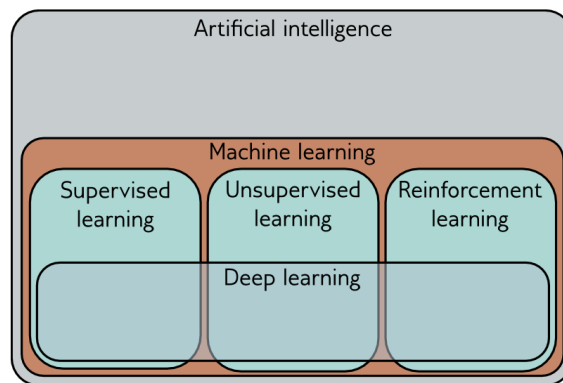 Artificial intelligence
Machine learning
Supervised
learning
Unsupervised
learning
Reinforcement
learning
Deep learning